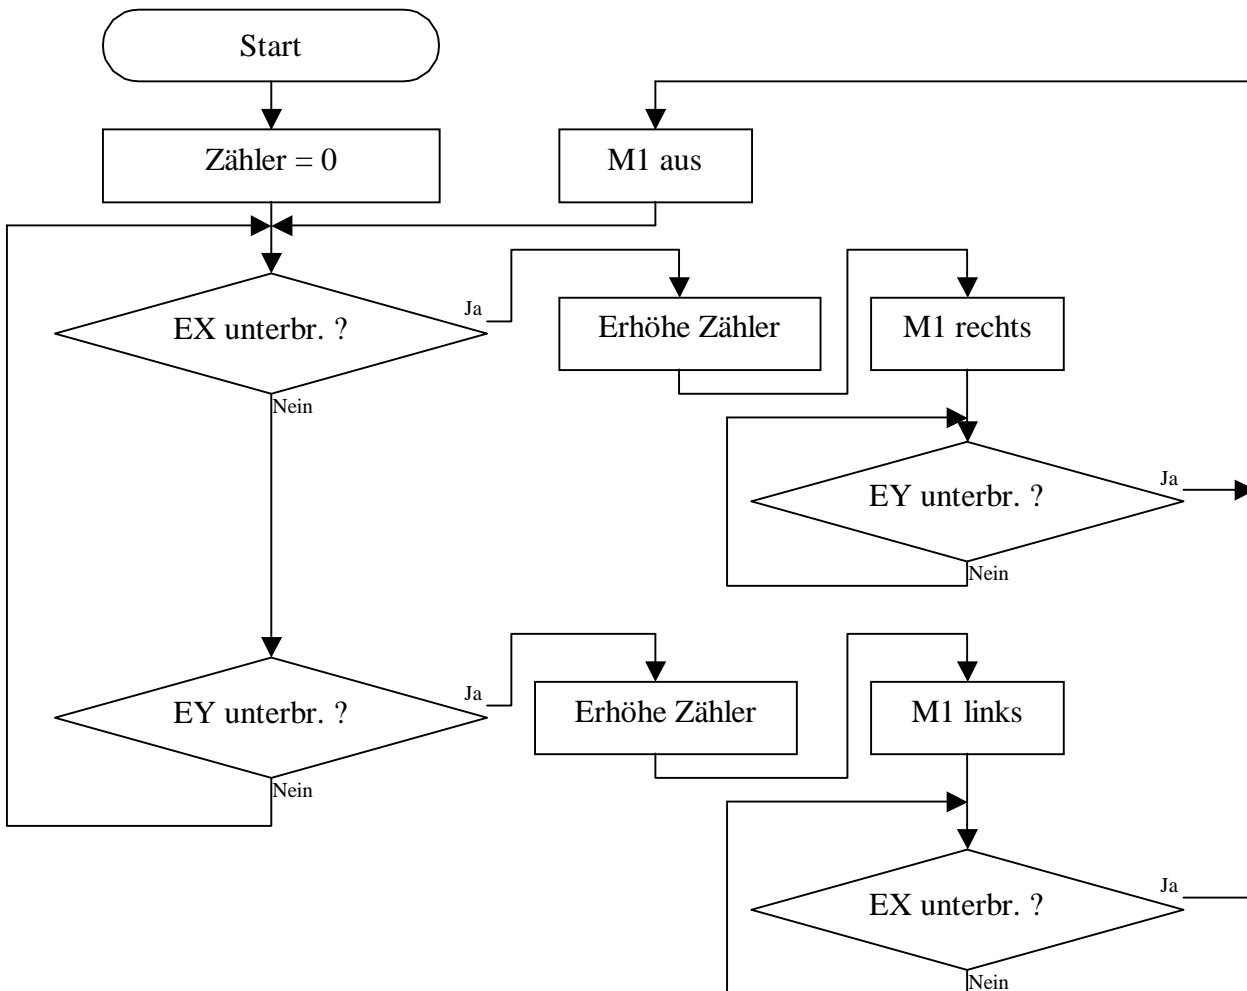 Start
Zähler = 0
M1 aus
EX unterbr. ?
Ja
Nein
Erhöhe Zähler
M1 rechts
EY unterbr. ?
Ja
Nein
EY unterbr. ?
Ja
Nein
Erhöhe Zähler
M1 links
EX unterbr. ?
Ja
Nein